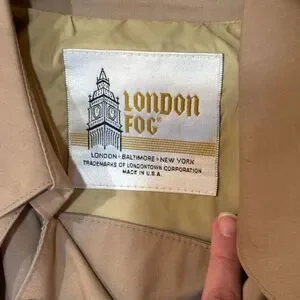 LONDON
FOG®
LONDON • BALTIMORE • NEW YORK
TRADEMARKS OF LONDONTOWN CORPORATION
MADE IN U.S.A.